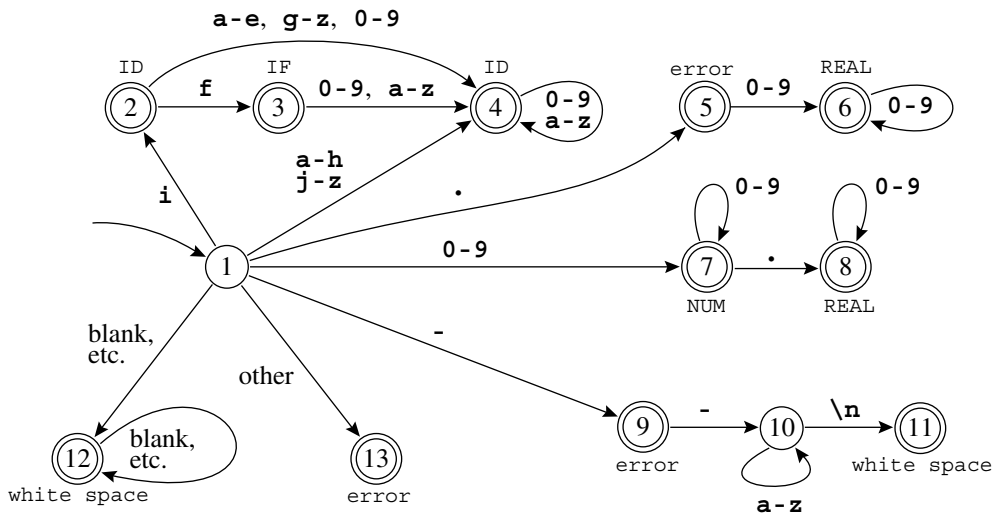 a-e, g-z, 0-9
ID
IF
ID
error
REAL
2
f
3
0-9, a-z
4
0-9
a-z
5
0-9
6
0-9
a-h
j-z
i
.
0-9
0-9
1
0-9
7
.
8
NUM
REAL
blank,
etc.
-
other
9
-
10
\n
11
12
blank,
etc.
13
error
white space
white space
error
a-z